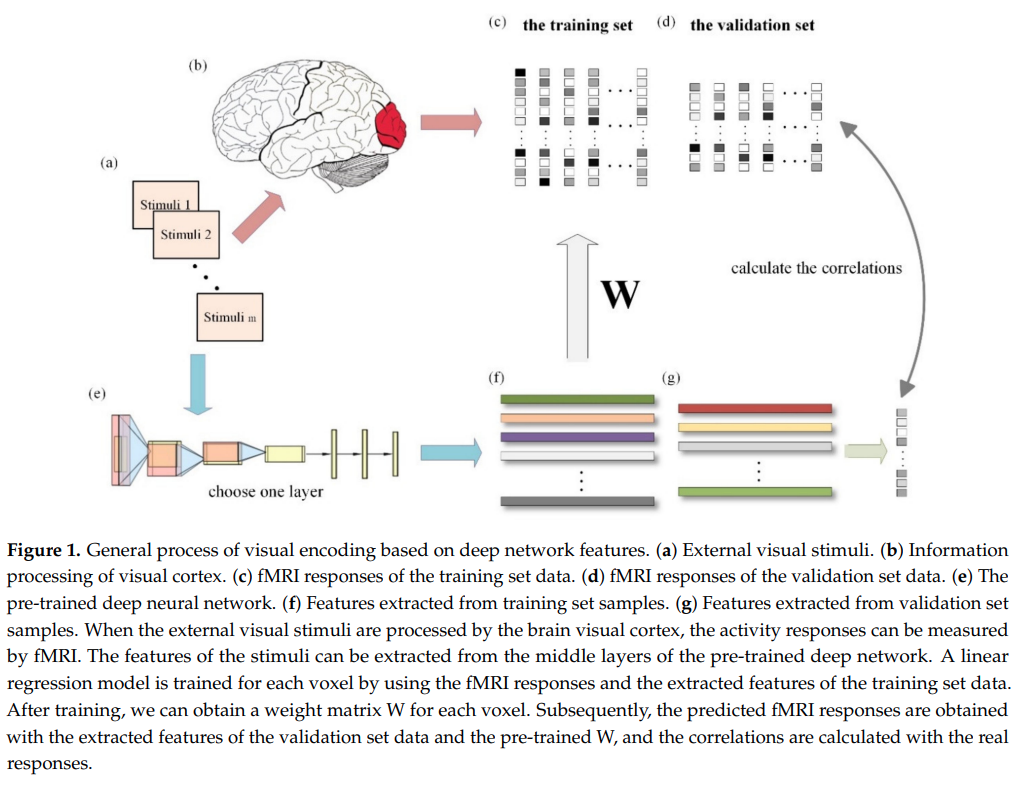 (c) the training set (d) the validation set
(b)
(a)
Stimuli 1
Stimuli 2
Stimuli m
calculate the correlations
W
(e)
(f)
(g)
choose one layer
Figure 1. General process of visual encoding based on deep network features. (a) External visual stimuli. (b) Information
processing of visual cortex. (c) fMRI responses of the training set data. (d) fMRI responses of the validation set data. (e) The
pre-trained deep neural network. (f) Features extracted from training set samples. (g) Features extracted from validation set
samples. When the external visual stimuli are processed by the brain visual cortex, the activity responses can be measured
by fMRI. The features of the stimuli can be extracted from the middle layers of the pre-trained deep network. A linear
regression model is trained for each voxel by using the fMRI responses and the extracted features of the training set data.
After training, we can obtain a weight matrix W for each voxel. Subsequently, the predicted fMRI responses are obtained
with the extracted features of the validation set data and the pre-trained W, and the correlations are calculated with the real
responses.